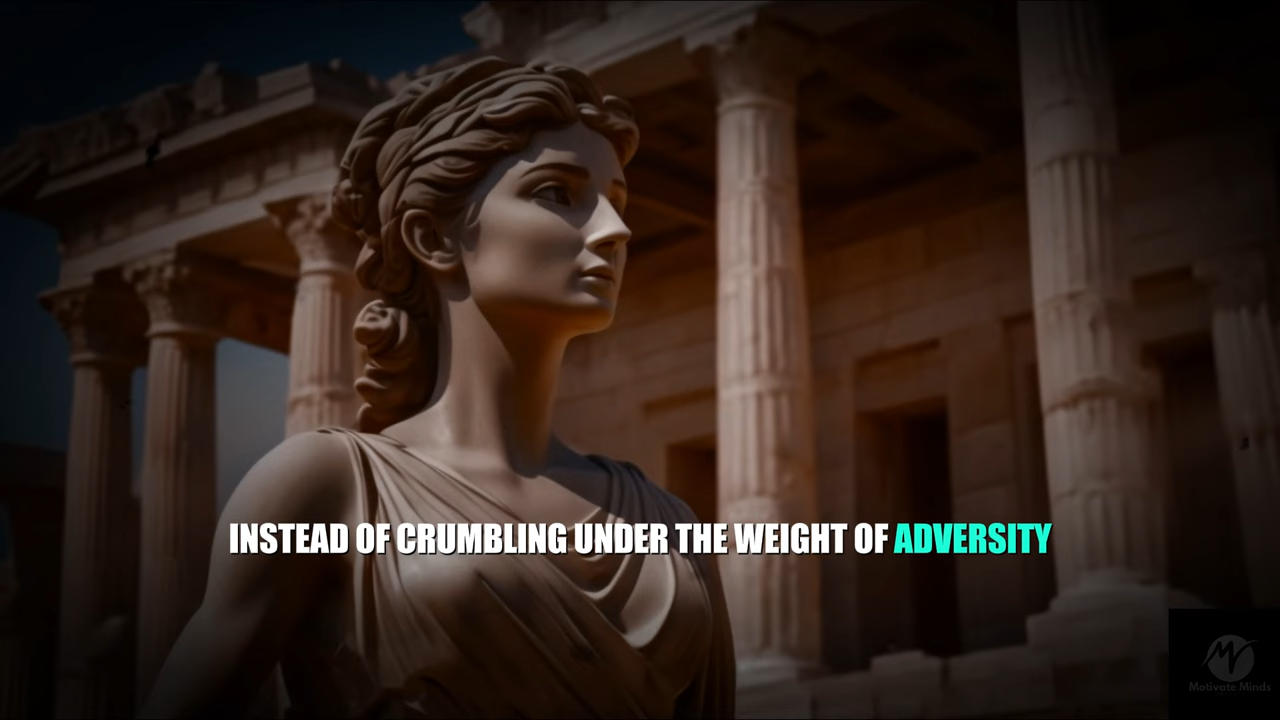 INSTEAD OF CRUMBLING UNDER THE WEIGHT OF ADVERSITY
Motivate Minds